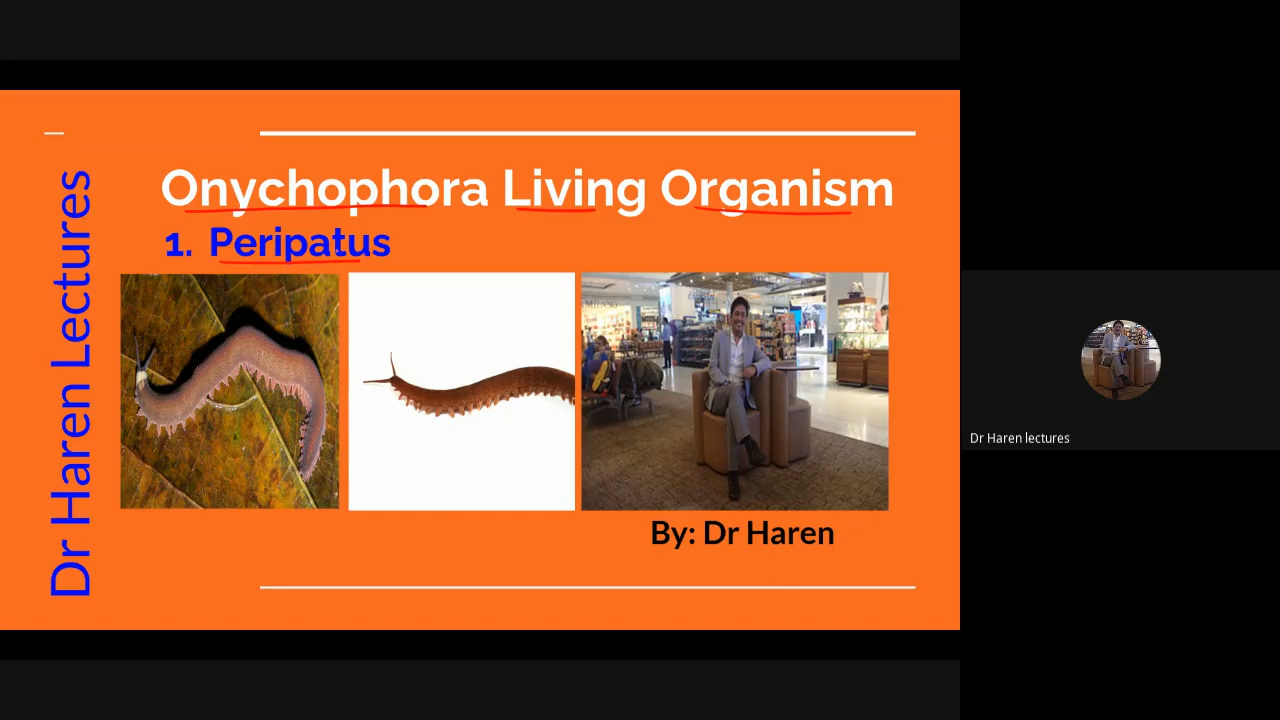 Dr Haren Lectures
Onychophora Living Organism
1. Peripatus
By: Dr Haren
Dr Haren lectures